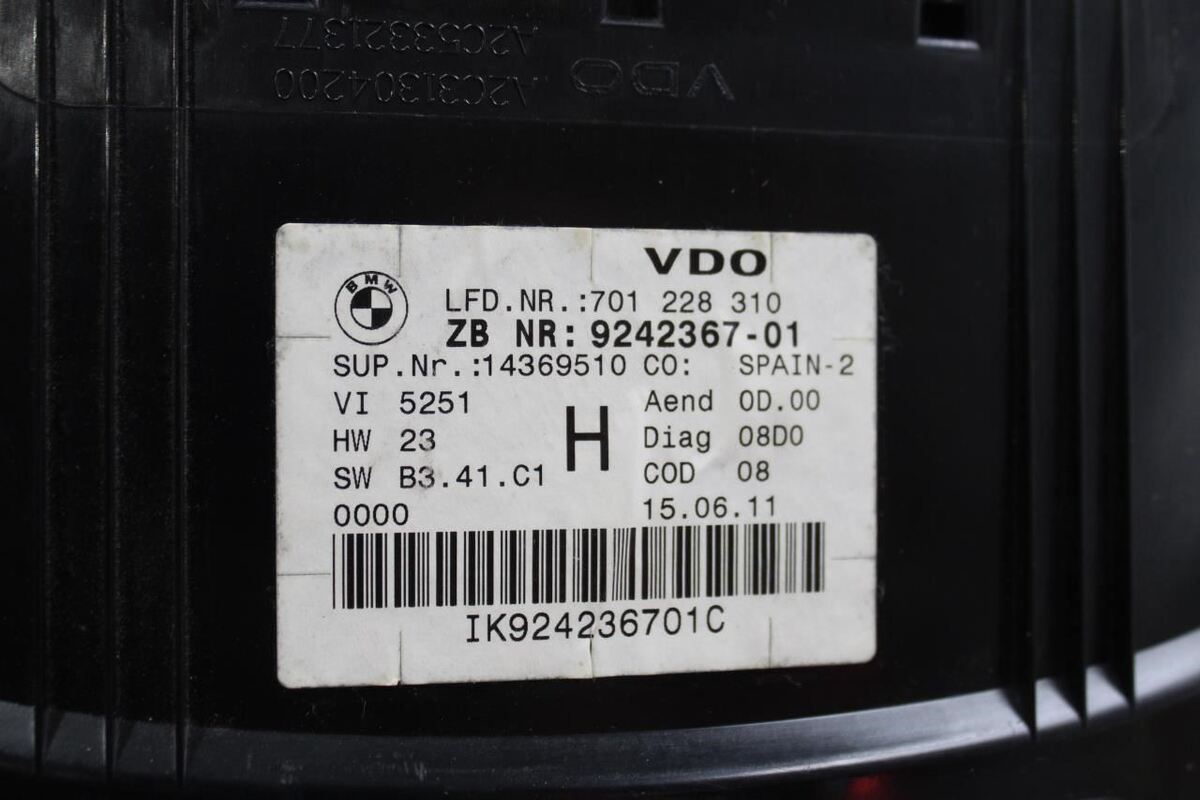 A2C53321377
A2C31304200 VDO
VDO
BMW
LFD.NR.:701 228 310
ZB NR: 9242367-01
SUP.Nr.:14369510 CO: SPAIN-2
VI 5251 Aend 0D.00
HW 23 H Diag 08D0
SW B3.41.C1 COD 08
0000 15.06.11
IK924236701C